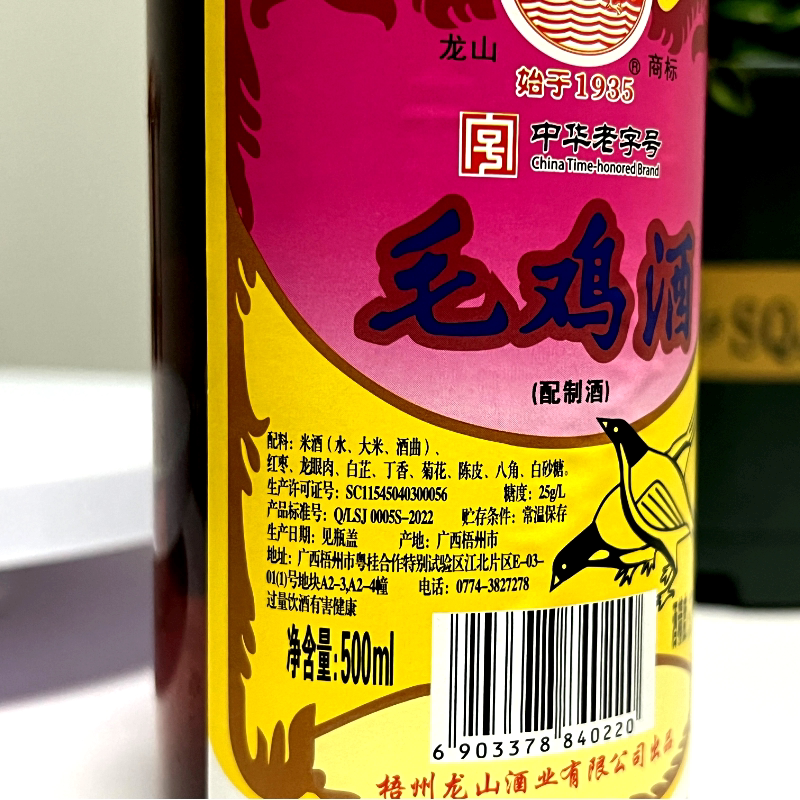 龙山
® 商标
始于1935
中华老字号
China Time-honored Brand
毛鸡酒
(配制酒)
配料：米酒（水、大米、酒曲）、
红枣、龙眼肉、白芷、丁香、菊花、陈皮、八角、白砂糖。
生产许可证号：SC11545040300056 糖度：25g/L
产品标准号：Q/LSJ 0005S-2022 贮存条件：常温保存
生产日期：见瓶盖 产地：广西梧州市
地址：广西梧州市粤桂合作特别试验区江北片区E-03-
01(1)号地块A2-3,A2-4幢 电话：0774-3827278
过量饮酒有害健康
净含量:500ml
6 903378 840220
梧州龙山酒业有限公司出品
SQ